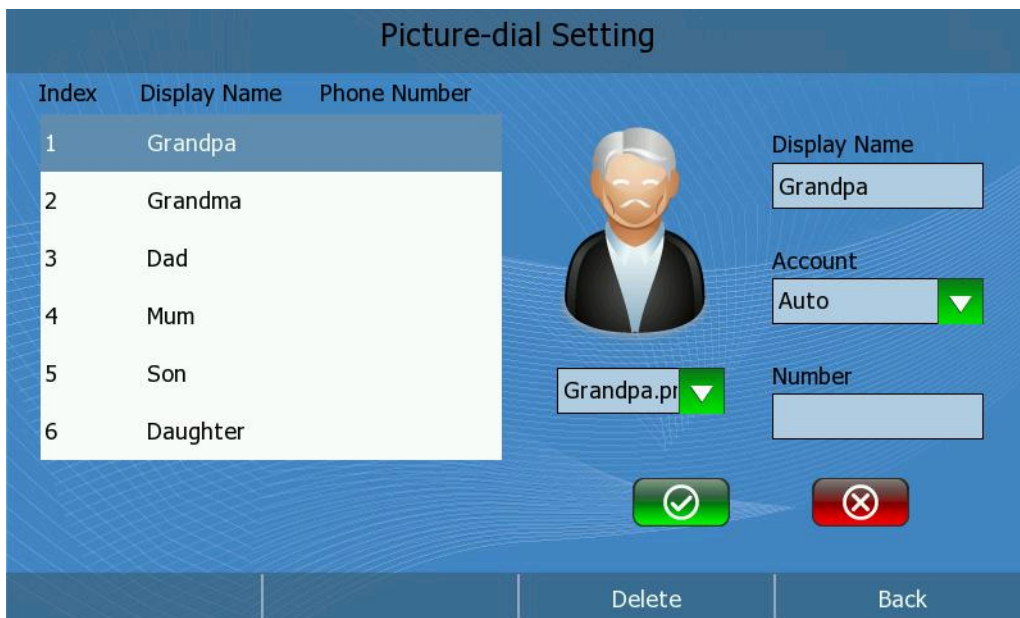 Picture-dial Setting
Index Display Name Phone Number
1 Grandpa
2 Grandma
3 Dad
4 Mum
5 Son
6 Daughter
Grandpa.pr
Display Name
Grandpa
Account
Auto
Number
Delete Back